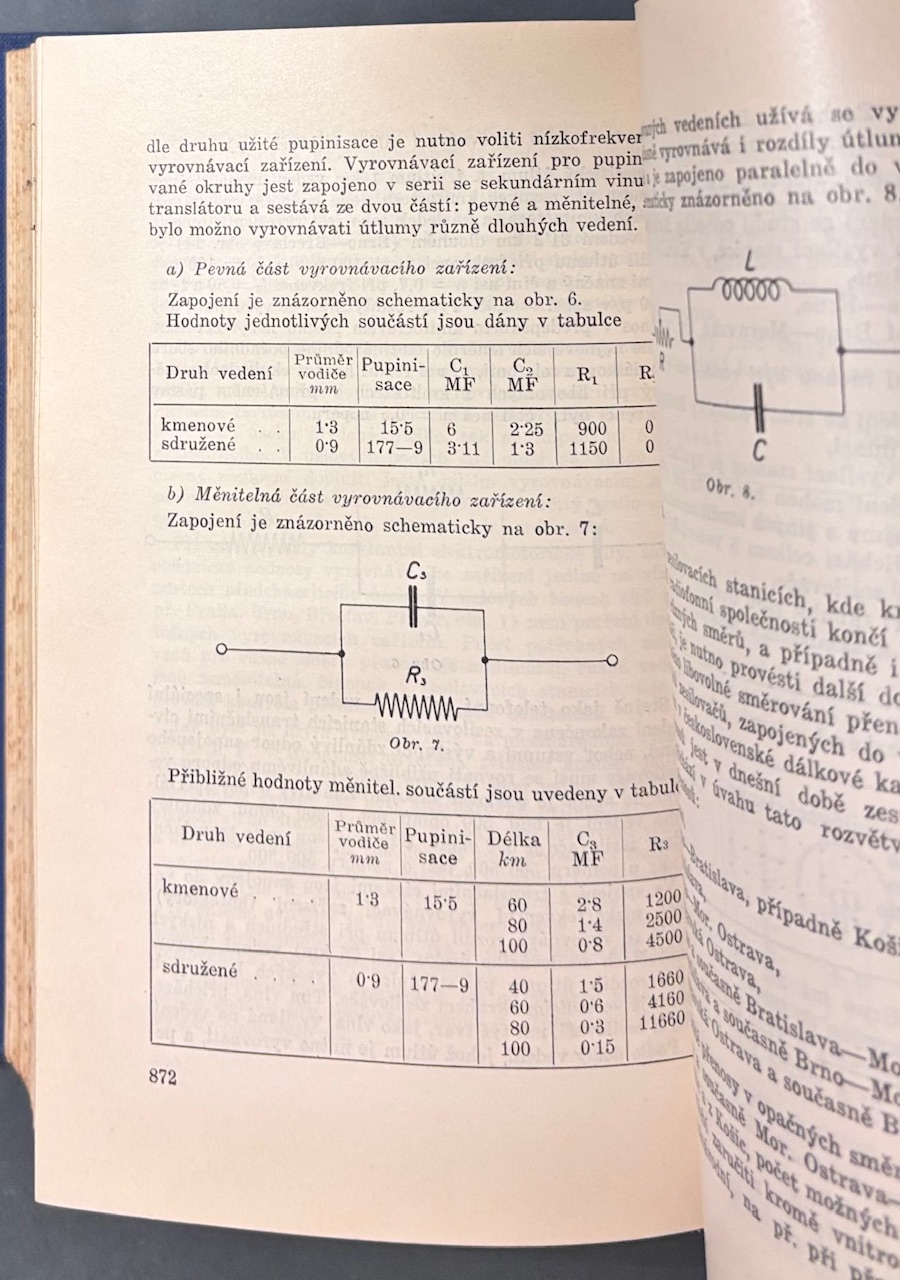 dle druhu užité pupinisace je nutno voliti nízkofrekven
vyrovnávací zařízení. Vyrovnávací zařízení pro pupin
vané okruhy jest zapojeno v serii se sekundárním vinu
translátoru a sestává ze dvou částí: pevné a měnitelné,
bylo možno vyrovnávati útlumy různě dlouhých vedení.
a) Pevná část vyrovnávacího zařízení:
Zapojení je znázorněno schematicky na obr. 6.
Hodnoty jednotlivých součástí jsou dány v tabulce
Druh vedení Průměr vodiče mm Pupini-sace C1 MF C2 MF R1 R
kmenové . . 1·3 15·5 6 2·25 900 0
sdružené . . 0·9 177—9 3·11 1·3 1150 0
b) Měnitelná část vyrovnávacího zařízení:
Zapojení je znázorněno schematicky na obr. 7:
C3
R3
Obr. 7.
Přibližné hodnoty měnitel. součástí jsou uvedeny v tabul
Druh vedení Průměr vodiče mm Pupini-sace Délka km C3 MF R3
kmenové . . . . 1·3 15·5 60 2·8 1200
80 1·4 2500
100 0·8 4500
sdružené . . . . 0·9 177—9 40 1·5 1660
60 0·6 4160
80 0·3 11660
100 0·15
872
vedeních užívá se vy
vyrovnává i rozdíly útlum
je zapojeno paralelně do
znázorněno na obr. 8.
L
R
C
Obr. 8.
stanicích, kde k
společnosti končí
směrů, a případně i
je nutno provésti další do
libovolné směrování přen
zesilovačů, zapojených do
československé dálkové ka
jest v dnešní době zes
v úvahu tato rozvětv
Bratislava, případně Koši
Mor. Ostrava,
Ostrava,
současně Bratislava—Mo
a současně Brno—Mo
Ostrava a současně B
přenosy v opačných směr
současně Mor. Ostrava—
a z Košic, počet možných
zaručiti kromě vnitro
na př. při př